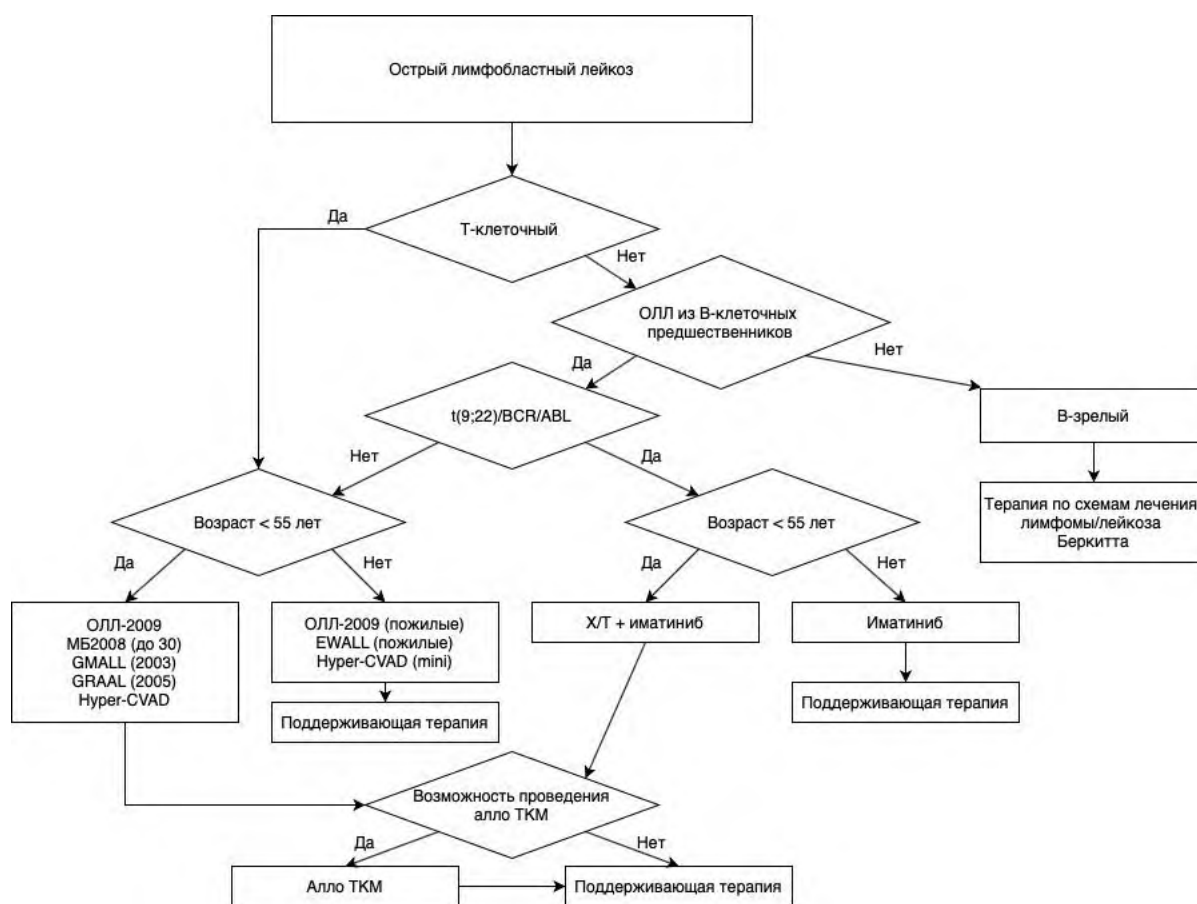 Острый лимфобластный лейкоз
Да
Т-клеточный
Нет
ОЛЛ из В-клеточных
предшественников
Да
Нет
t(9;22)/BCR/ABL
В-зрелый
Нет
Да
Терапия по схемам лечения
лимфомы/лейкоза
Беркитта
Возраст < 55 лет
Возраст < 55 лет
Да
Нет
Да
Нет
ОЛЛ-2009
МБ2008 (до 30)
GMALL (2003)
GRAAL (2005)
Hyper-CVAD
ОЛЛ-2009 (пожилые)
EWALL (пожилые)
Hyper-CVAD (mini)
Х/Т + иматиниб
Иматиниб
Поддерживающая терапия
Поддерживающая терапия
Возможность проведения
алло ТКМ
Да
Нет
Алло ТКМ
Поддерживающая терапия